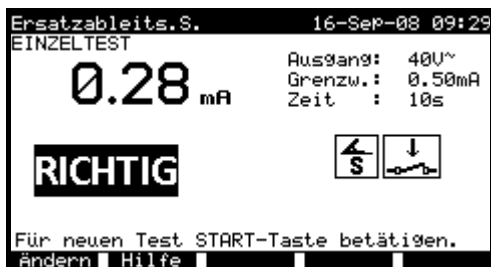 Ersatzableits.S. 16-Sep-08 09:29
EINZELTEST
0.28 mA
Ausgang: 40V~
Grenzw.: 0.50mA
Zeit : 10s
S
RICHTIG
Für neuen Test START-Taste betätigen.
Ändern Hilfe